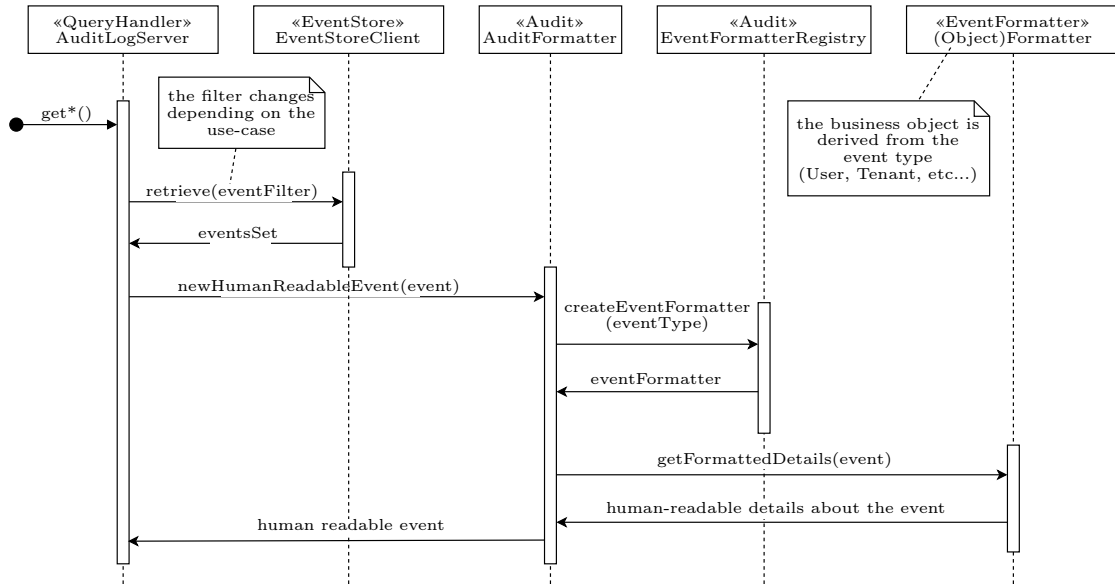 «QueryHandler»
AuditLogServer
«EventStore»
EventStoreClient
«Audit»
AuditFormatter
«Audit»
EventFormatterRegistry
«EventFormatter»
(Object)Formatter
get*()
the filter changes
depending on the
use-case
the business object is
derived from the
event type
(User, Tenant, etc...)
retrieve(eventFilter)
eventsSet
newHumanReadableEvent(event)
createEventFormatter
(eventType)
eventFormatter
getFormattedDetails(event)
human-readable details about the event
human readable event